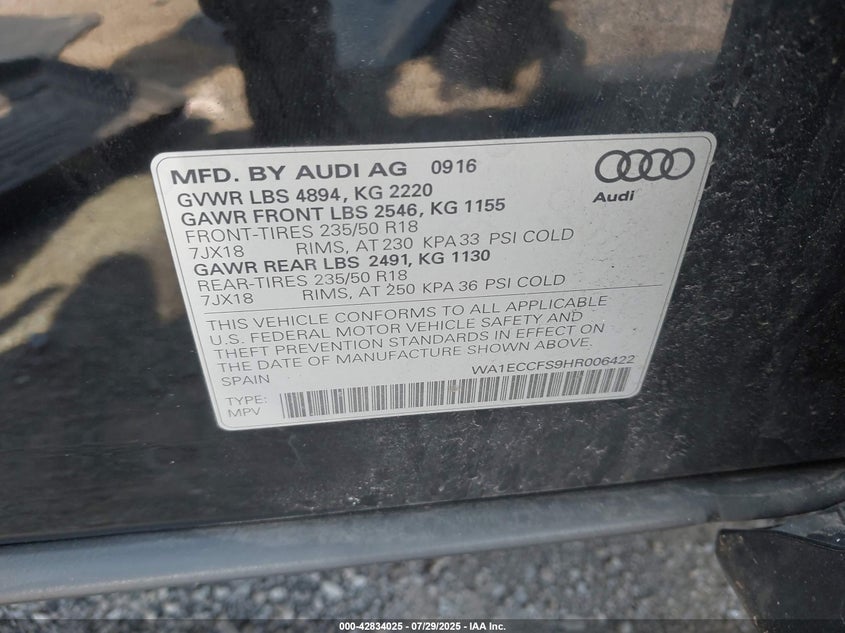 MFD. BY AUDI AG 0916
GVWR LBS 4894, KG 2220
GAWR FRONT LBS 2546, KG 1155
FRONT-TIRES 235/50 R18
7JX18 RIMS, AT 230 KPA 33 PSI COLD
GAWR REAR LBS 2491, KG 1130
REAR-TIRES 235/50 R18
7JX18 RIMS, AT 250 KPA 36 PSI COLD
Audi
THIS VEHICLE CONFORMS TO ALL APPLICABLE
U.S. FEDERAL MOTOR VEHICLE SAFETY AND
THEFT PREVENTION STANDARDS IN EFFECT ON
THE DATE OF MANUFACTURE SHOWN ABOVE.
SPAIN WA1ECCFS9HR006422
TYPE:
MPV
000-42834025 - 07/29/2025 - IAA Inc.